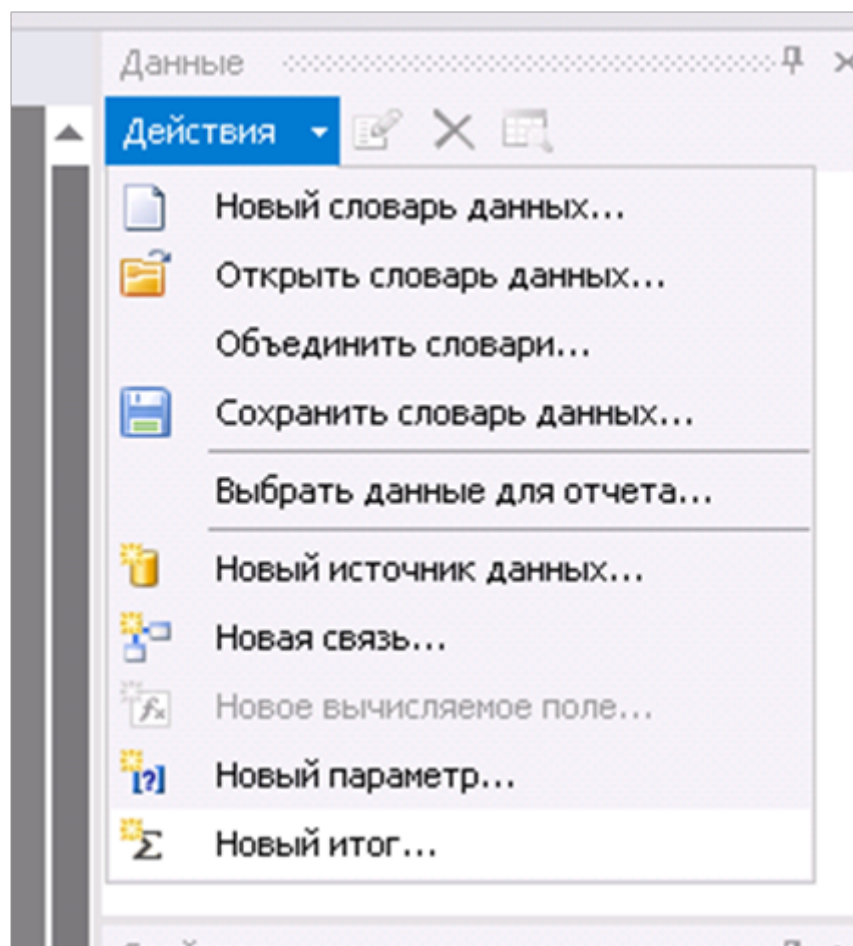 Данные
Действия
Новый словарь данных...
Открыть словарь данных...
Объединить словари...
Сохранить словарь данных...
Выбрать данные для отчета...
Новый источник данных...
Новая связь...
Новое вычисляемое поле...
Новый параметр...
Новый итог...